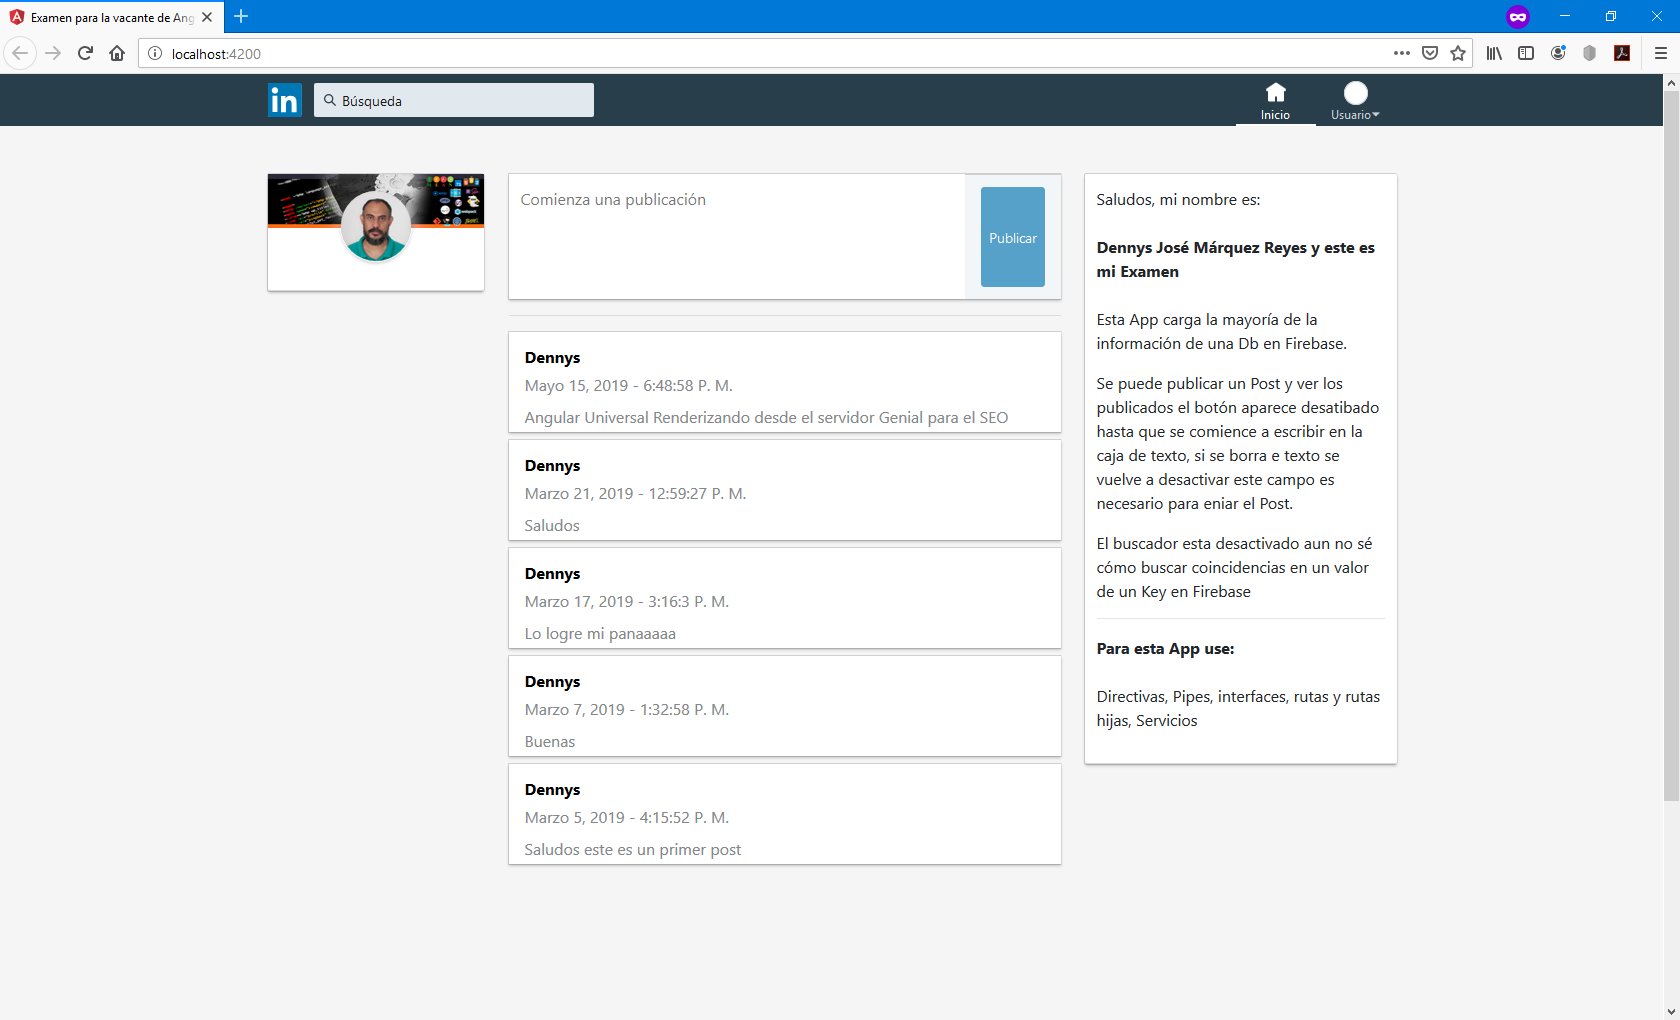 Examen para la vacante de Ang
localhost:4200
in
Búsqueda
Inicio
Usuario
Comienza una publicación
Publicar
Dennys
Mayo 15, 2019 - 6:48:58 P. M.
Angular Universal Renderizando desde el servidor Genial para el SEO
Dennys
Marzo 21, 2019 - 12:59:27 P. M.
Saludos
Dennys
Marzo 17, 2019 - 3:16:3 P. M.
Lo logre mi panaaaaa
Dennys
Marzo 7, 2019 - 1:32:58 P. M.
Buenas
Dennys
Marzo 5, 2019 - 4:15:52 P. M.
Saludos este es un primer post
Saludos, mi nombre es:
Dennys José Márquez Reyes y este es
mi Examen
Esta App carga la mayoría de la
información de una Db en Firebase.
Se puede publicar un Post y ver los
publicados el botón aparece desatibado
hasta que se comience a escribir en la
caja de texto, si se borra e texto se
vuelve a desactivar este campo es
necesario para eniar el Post.
El buscador esta desactivado aun no sé
cómo buscar coincidencias en un valor
de un Key en Firebase
Para esta App use:
Directivas, Pipes, interfaces, rutas y rutas
hijas, Servicios